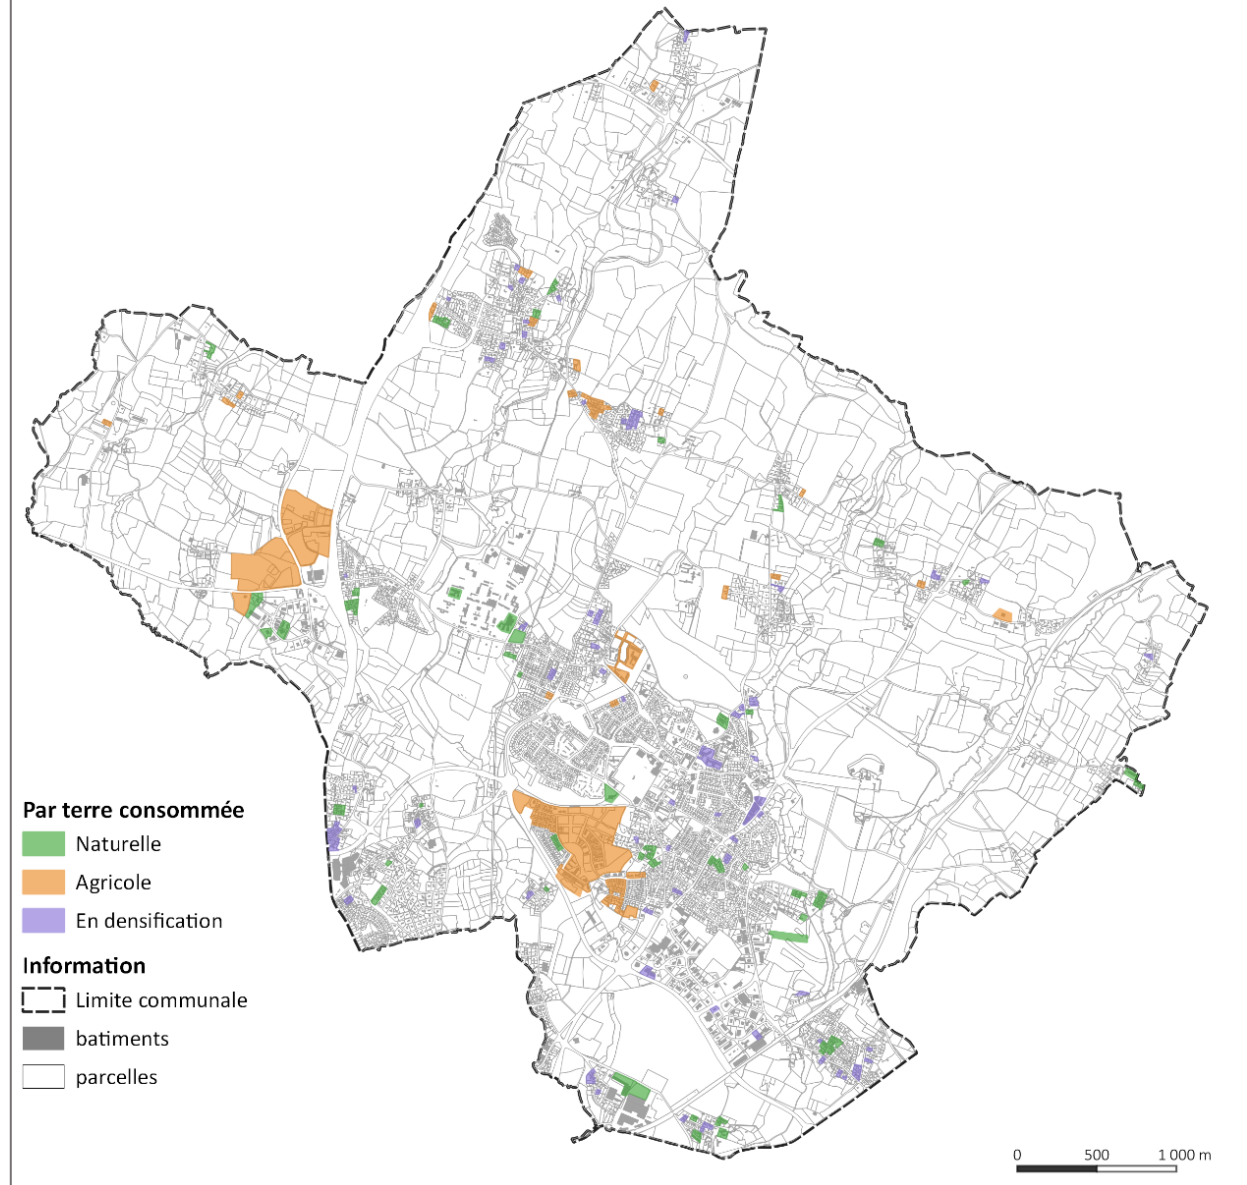 Par terre consommée
Naturelle
Agricole
En densification
Information
Limite communale
batiments
parcelles
0 500 1 000 m